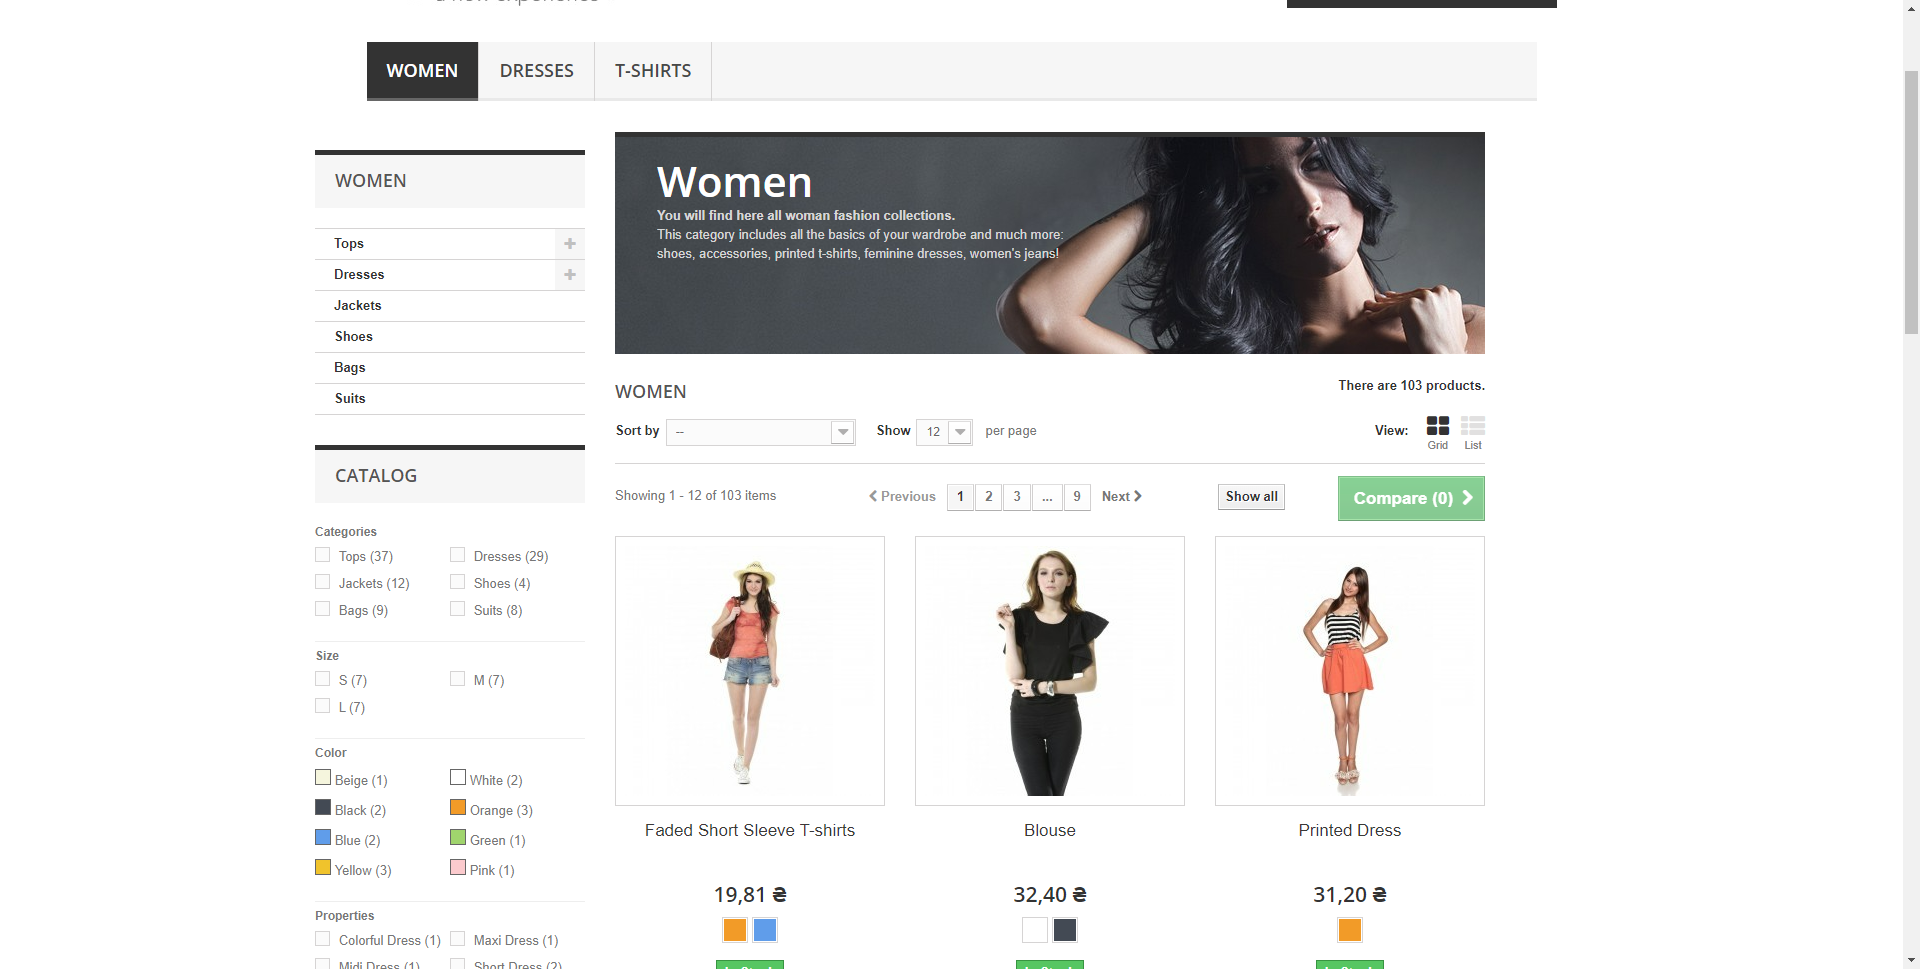 a new experience
WOMEN
DRESSES
T-SHIRTS
WOMEN
Tops
Dresses
Jackets
Shoes
Bags
Suits
CATALOG
Categories
Tops (37)
Dresses (29)
Jackets (12)
Shoes (4)
Bags (9)
Suits (8)
Size
S (7)
M (7)
L (7)
Color
Beige (1)
White (2)
Black (2)
Orange (3)
Blue (2)
Green (1)
Yellow (3)
Pink (1)
Properties
Colorful Dress (1)
Maxi Dress (1)
Midi Dress (1)
Short Dress (2)
Women
You will find here all woman fashion collections.
This category includes all the basics of your wardrobe and much more:
shoes, accessories, printed t-shirts, feminine dresses, women's jeans!
WOMEN
There are 103 products.
Sort by
--
Show
12
per page
View:
Grid
List
Showing 1 - 12 of 103 items
Previous
1
2
3
...
9
Next
Show all
Compare (0)
Faded Short Sleeve T-shirts
Blouse
Printed Dress
19,81 ₴
32,40 ₴
31,20 ₴